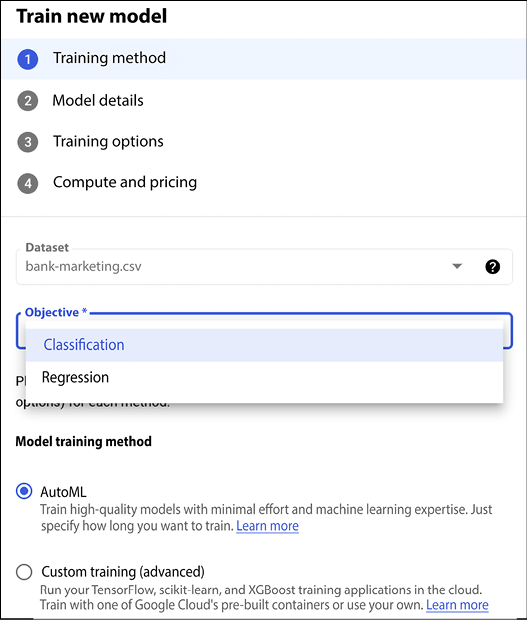 Train new model
1 Training method
2 Model details
3 Training options
4 Compute and pricing
Dataset
bank-marketing.csv
?
Objective *
Classification
Regression
options) for each method.
Model training method
AutoML
Train high-quality models with minimal effort and machine learning expertise. Just
specify how long you want to train. Learn more
Custom training (advanced)
Run your TensorFlow, scikit-learn, and XGBoost training applications in the cloud.
Train with one of Google Cloud's pre-built containers or use your own. Learn more